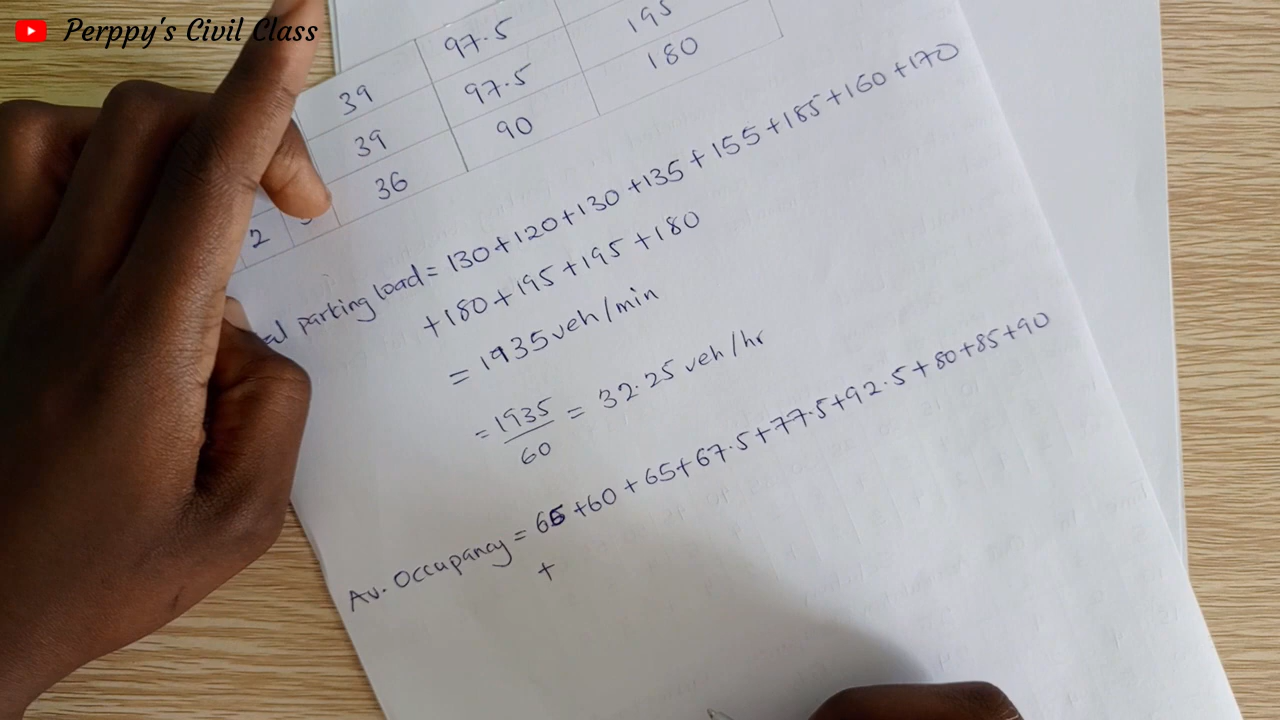 Perppy's Civil Class
97.5 195
39 97.5 180
39 90
36
2
parking load = 130+120+130+135+155+185+160+170
+180+195+195+180
= 1935 veh/min
= 1935/60 = 32.25 veh/hr
Av. Occupancy = 65+60+65+67.5+77.5+92.5+80+85+90
+